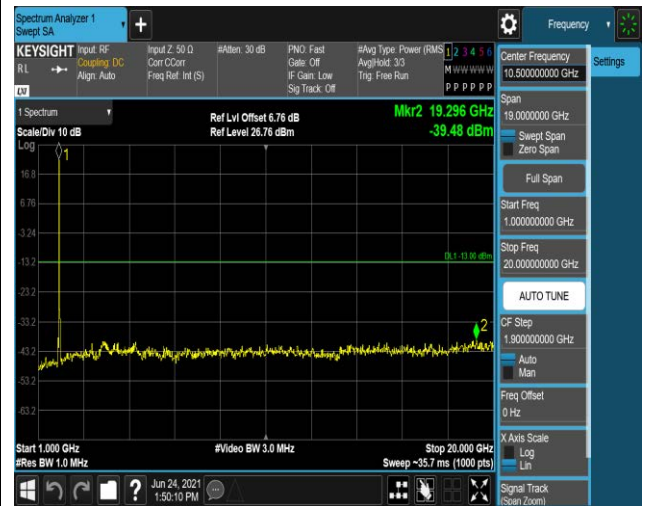 Spectrum Analyzer 1
Swept SA
Frequency
KEYSIGHT
RL
Input: RF
Coupling: DC
Align: Auto
Input Z: 50 Ω
Corr CCorr
Freq Ref: Int (S)
#Atten: 30 dB
PNO: Fast
Gate: Off
IF Gain: Low
Sig Track: Off
#Avg Type: Power (RMS
Avg|Hold: 3/3
Trig: Free Run
1 2 3 4 5 6
M W W W W W
P P P P P P
1 Spectrum
Scale/Div 10 dB
Ref Lvl Offset 6.76 dB
Ref Level 26.76 dBm
Mkr2 19.296 GHz
-39.48 dBm
Log
1
16.8
6.76
-3.24
-13.2
DL1 -13.00 dBm
-23.2
-33.2
2
-43.2
-53.2
-63.2
Start 1.000 GHz
#Res BW 1.0 MHz
#Video BW 3.0 MHz
Stop 20.000 GHz
Sweep ~35.7 ms (1000 pts)
?
Jun 24, 2021
1:50:10 PM
Center Frequency
10.500000000 GHz
Settings
Span
19.0000000 GHz
Swept Span
Zero Span
Full Span
Start Freq
1.000000000 GHz
Stop Freq
20.000000000 GHz
AUTO TUNE
CF Step
1.900000000 GHz
Auto
Man
Freq Offset
0 Hz
X Axis Scale
Log
Lin
Signal Track
(Span Zoom)